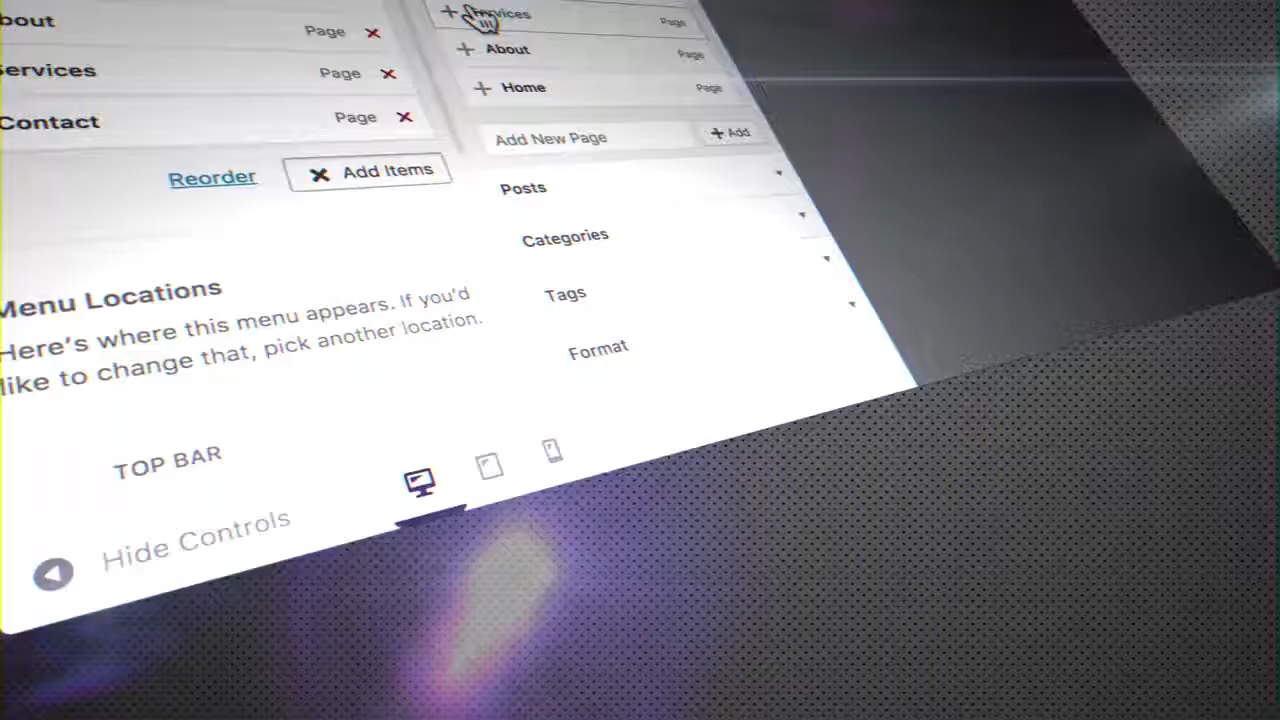 bout
Page
ervices
Page
Contact
Page
Reorder
Add Items
Menu Locations
Here's where this menu appears. If you'd
like to change that, pick another location.
TOP BAR
Hide Controls
Services
Page
About
Page
Home
Page
Add New Page
Add
Posts
Categories
Tags
Format